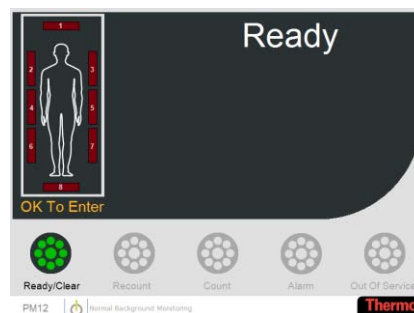 Ready
1
2 3
4 5
6 7
8
OK To Enter
Ready/Clear Recount Count Alarm Out Of Service
PM12 Normal Background Monitoring Thermo